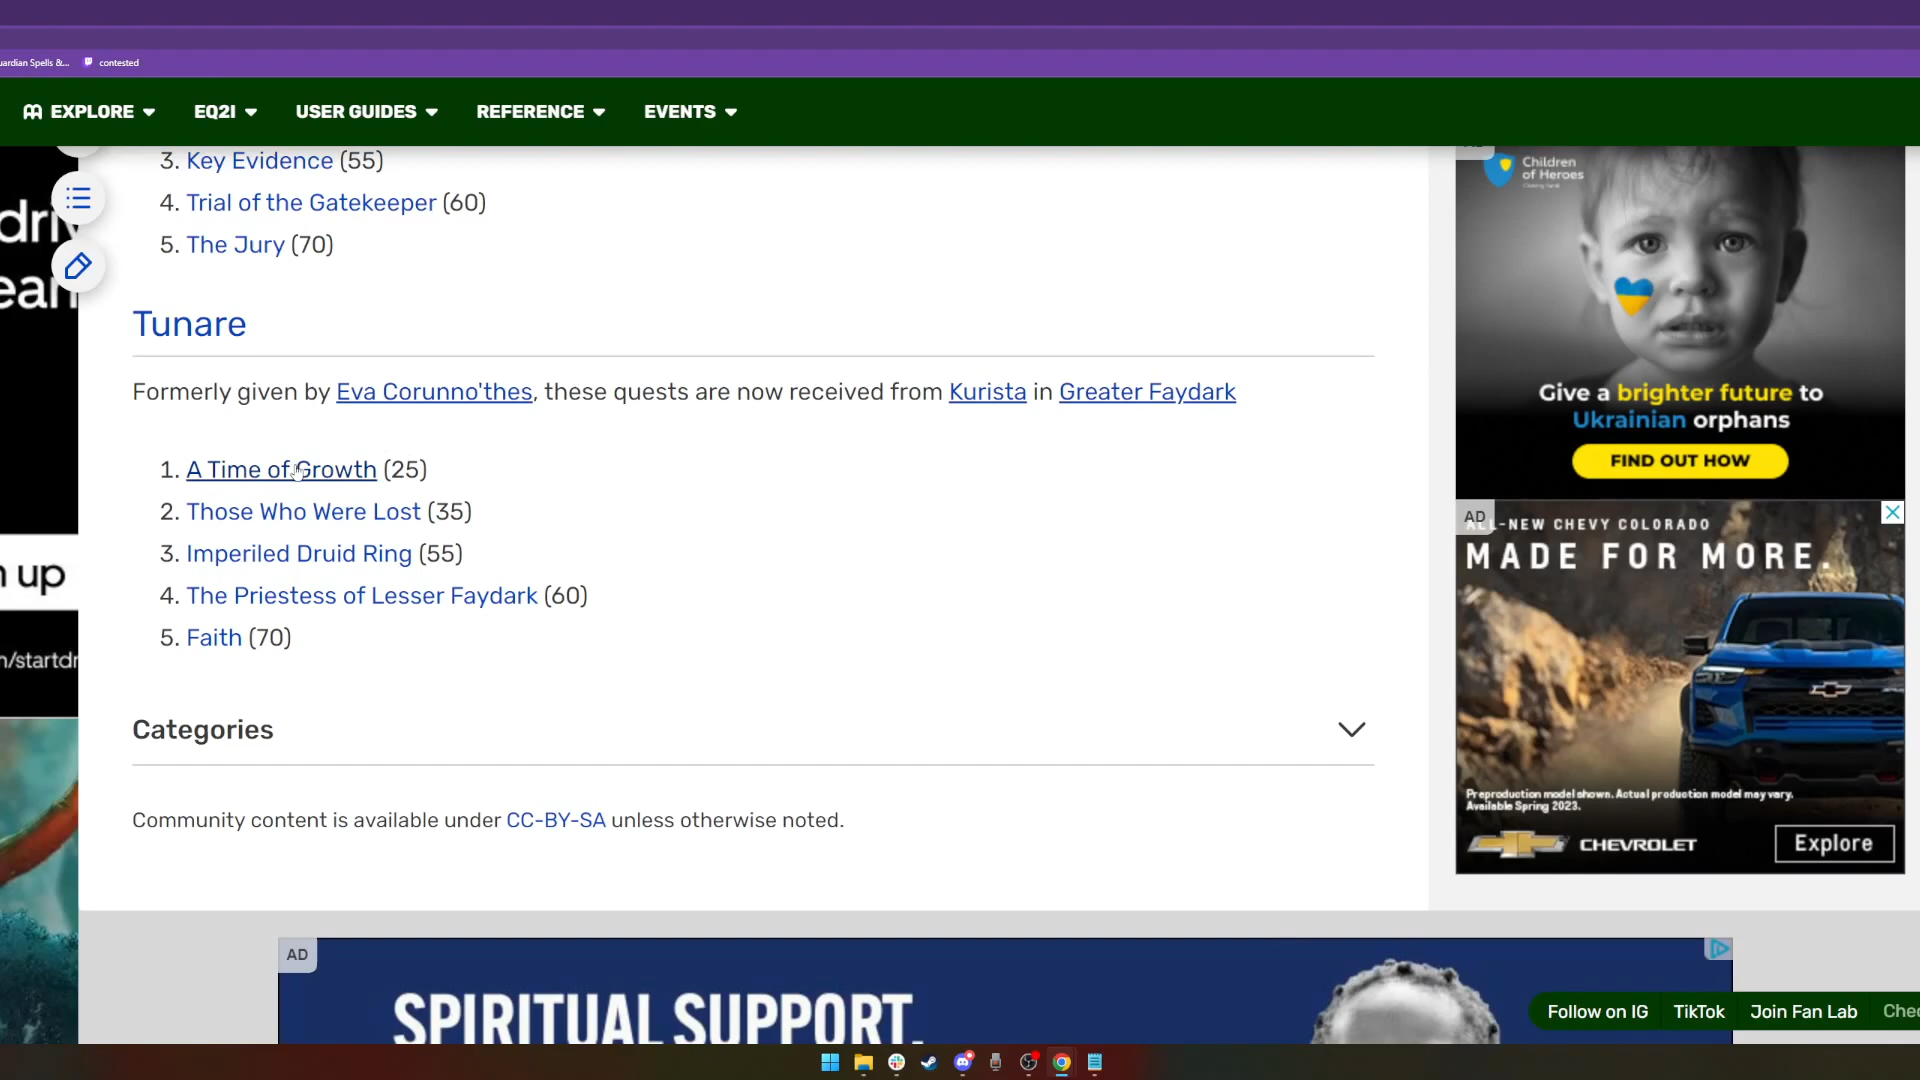 uardian Spells &...
contested
EXPLORE
EQ2I
USER GUIDES
REFERENCE
EVENTS
3. Key Evidence (55)
4. Trial of the Gatekeeper (60)
5. The Jury (70)
Tunare
Formerly given by Eva Corunno'thes, these quests are now received from Kurista in Greater Faydark
1. A Time of Growth (25)
2. Those Who Were Lost (35)
3. Imperiled Druid Ring (55)
4. The Priestess of Lesser Faydark (60)
5. Faith (70)
Categories
Community content is available under CC-BY-SA unless otherwise noted.
n up
n/startdr
Children
of Heroes
Give a brighter future to
Ukrainian orphans
FIND OUT HOW
AD
ALL-NEW CHEVY COLORADO
MADE FOR MORE.
Preproduction model shown. Actual production model may vary.
Available Spring 2023.
CHEVROLET
Explore
AD
SPIRITUAL SUPPORT.
Follow on IG
TikTok
Join Fan Lab
Chec